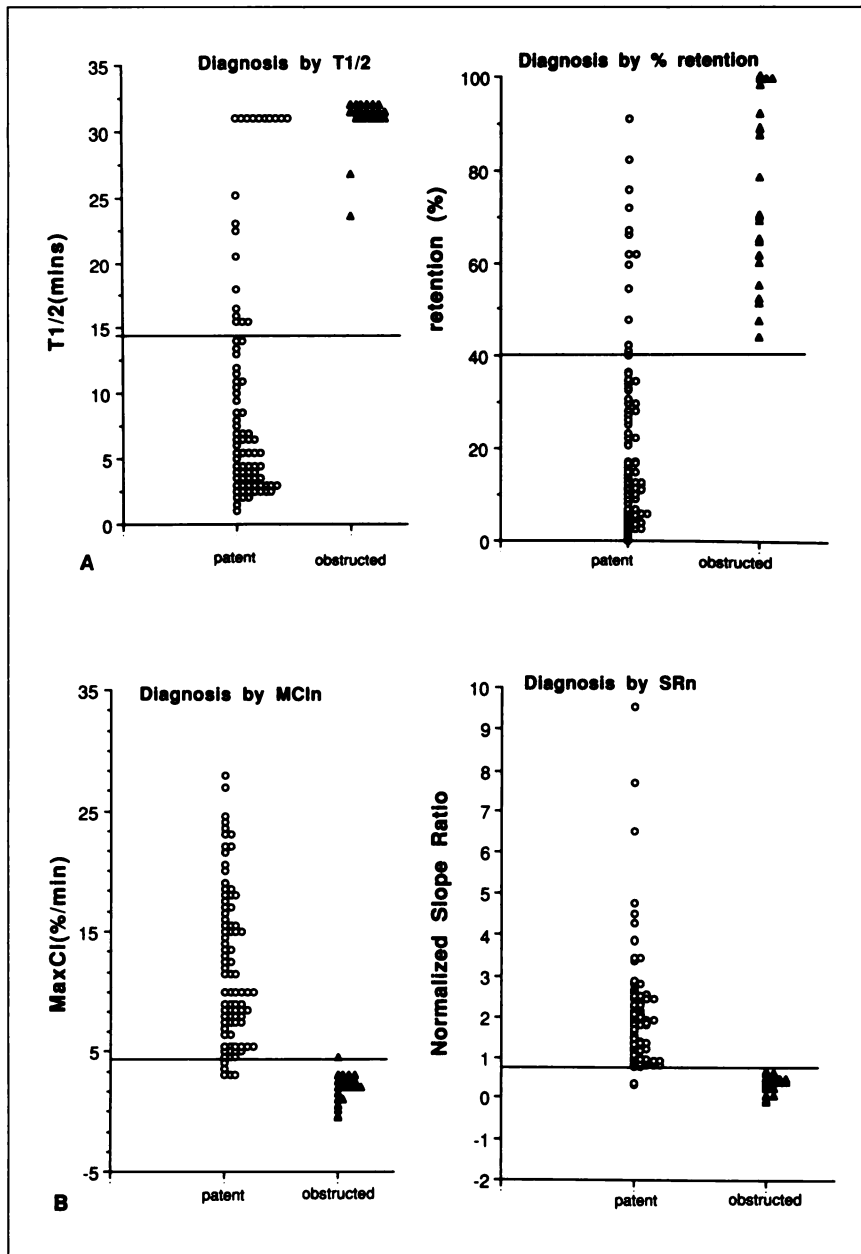 Diagnosis by T1/2
35
30
25
20
15
10
5
0
T1/2(mins)
patent
obstructed
A
Diagnosis by % retention
100
80
60
40
20
0
retention (%)
patent
obstructed
Diagnosis by MCln
35
25
15
5
-5
MaxCl(%/min)
patent
obstructed
B
Diagnosis by SRn
10
9
8
7
6
5
4
3
2
1
0
-1
-2
Normalized Slope Ratio
patent
obstructed